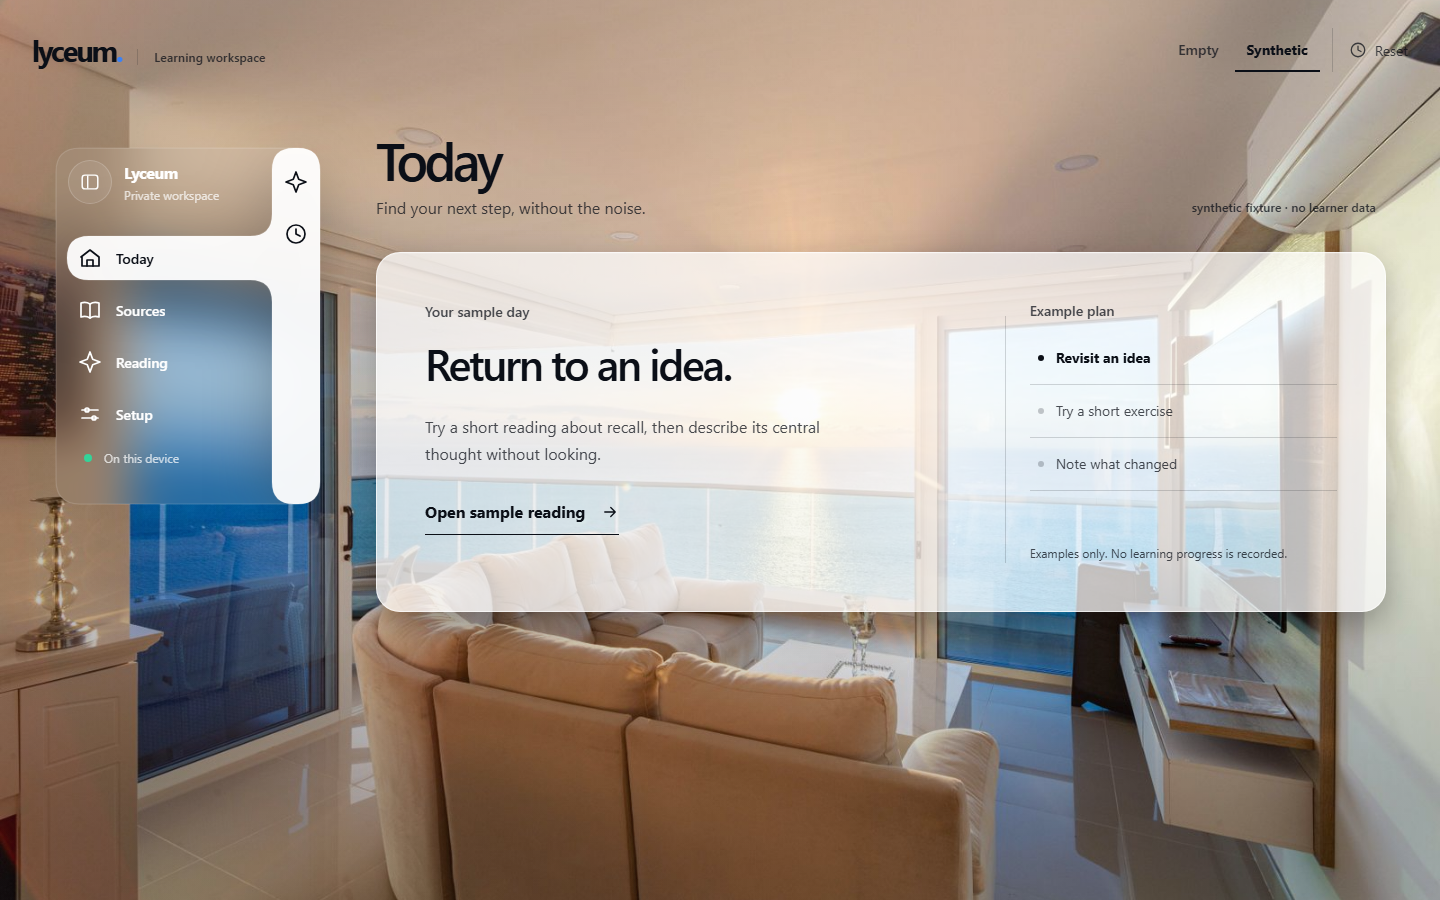 lyceum.
Learning workspace
Empty
Synthetic
Reset
Lyceum
Private workspace
Today
Sources
Reading
Setup
On this device
Today
Find your next step, without the noise.
synthetic fixture · no learner data
Your sample day
Return to an idea.
Try a short reading about recall, then describe its central
thought without looking.
Open sample reading
Example plan
Revisit an idea
Try a short exercise
Note what changed
Examples only. No learning progress is recorded.